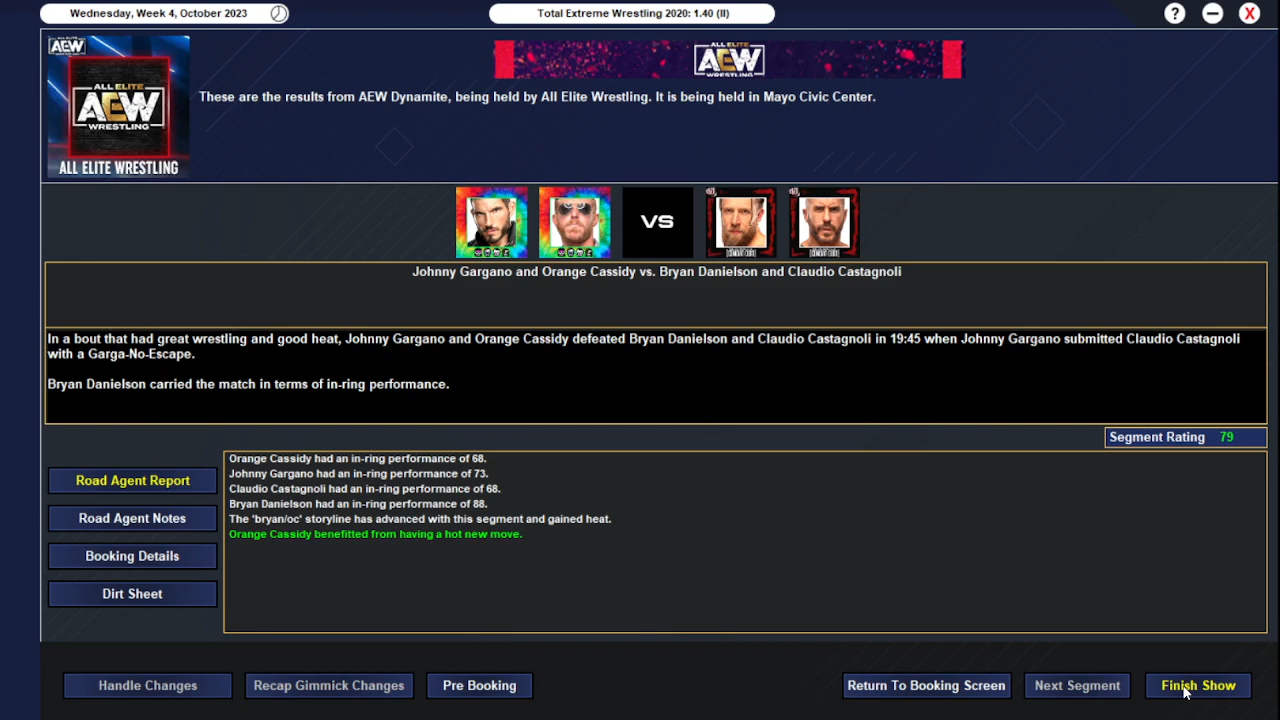 Wednesday, Week 4, October 2023
Total Extreme Wrestling 2020: 1.40 (II)
?
X
AEW
ALL ELITE
AEW
WRESTLING
ALL ELITE WRESTLING
ALL ELITE
AEW
WRESTLING
These are the results from AEW Dynamite, being held by All Elite Wrestling. It is being held in Mayo Civic Center.
VS
Johnny Gargano and Orange Cassidy vs. Bryan Danielson and Claudio Castagnoli
In a bout that had great wrestling and good heat, Johnny Gargano and Orange Cassidy defeated Bryan Danielson and Claudio Castagnoli in 19:45 when Johnny Gargano submitted Claudio Castagnoli
with a Garga-No-Escape.
Bryan Danielson carried the match in terms of in-ring performance.
Segment Rating 79
Road Agent Report
Road Agent Notes
Booking Details
Dirt Sheet
Orange Cassidy had an in-ring performance of 68.
Johnny Gargano had an in-ring performance of 73.
Claudio Castagnoli had an in-ring performance of 68.
Bryan Danielson had an in-ring performance of 88.
The 'bryan/oc' storyline has advanced with this segment and gained heat.
Orange Cassidy benefitted from having a hot new move.
Handle Changes
Recap Gimmick Changes
Pre Booking
Return To Booking Screen
Next Segment
Finish Show